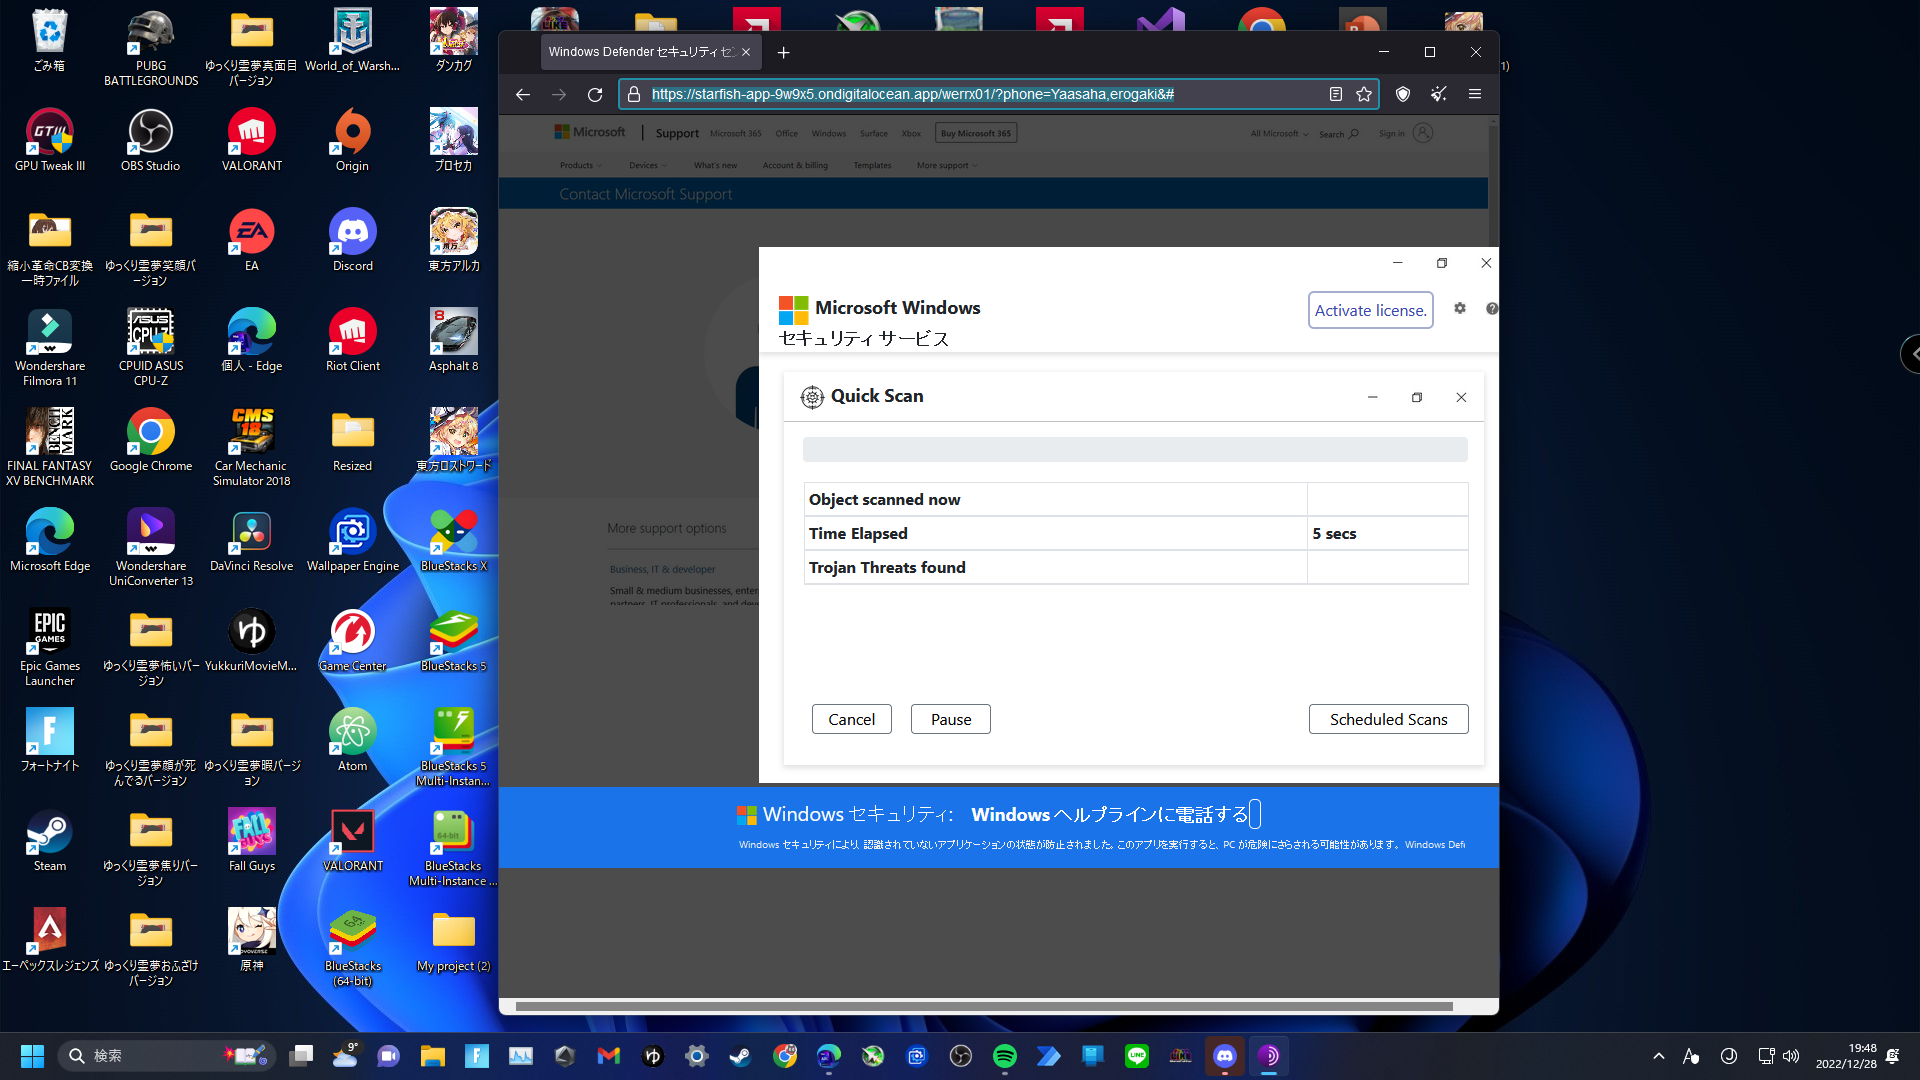 ごみ箱
PUBG
BATTLEGROUNDS
ゆっくり霊夢真面目
バージョン
World_of_Warsh...
ダンカグ
GPU Tweak III
OBS Studio
VALORANT
Origin
プロセカ
縮小革命CB変換
一時ファイル
ゆっくり霊夢笑顔バ
ージョン
EA
Discord
東方アルカ
Wondershare
Filmora 11
CPUID ASUS
CPU-Z
個人 - Edge
Riot Client
Asphalt 8
FINAL FANTASY
XV BENCHMARK
Google Chrome
Car Mechanic
Simulator 2018
Resized
東方ロストワード
Microsoft Edge
Wondershare
UniConverter 13
DaVinci Resolve
Wallpaper Engine
BlueStacks X
Epic Games
Launcher
ゆっくり霊夢怖いバー
ジョン
YukkuriMovieM...
Game Center
BlueStacks 5
フォートナイト
ゆっくり霊夢顔が死
んでるバージョン
ゆっくり霊夢暇バージ
ョン
Atom
BlueStacks 5
Multi-Instan...
Steam
ゆっくり霊夢焦りバー
ジョン
Fall Guys
VALORANT
BlueStacks
Multi-Instance ...
エーペックスレジェンズ
ゆっくり霊夢おふざけ
バージョン
原神
BlueStacks
(64-bit)
My project (2)
1)
Windows Defender セキュリティ セン
https://starfish-app-9w9x5.ondigitalocean.app/werrx01/?phone=Yaasaha,erogaki&#
Microsoft
Support
Microsoft 365
Office
Windows
Surface
Xbox
Buy Microsoft 365
All Microsoft
Search
Sign in
Products
Devices
What's new
Account & billing
Templates
More support
Contact Microsoft Support
Microsoft Windows
セキュリティ サービス
Activate license.
Quick Scan
Object scanned now
Time Elapsed
5 secs
Trojan Threats found
Cancel
Pause
Scheduled Scans
More support options
Business, IT & developer
Small & medium businesses, enter
partners, IT professionals, and deve
Windows セキュリティ:
Windows ヘルプラインに電話する
Windows セキュリティにより、認識されていないアプリケーションの状態が防止されました。このアプリを実行すると、PC が危険にさらされる可能性があります。 Windows Defi
検索
9°
19:48
2022/12/28